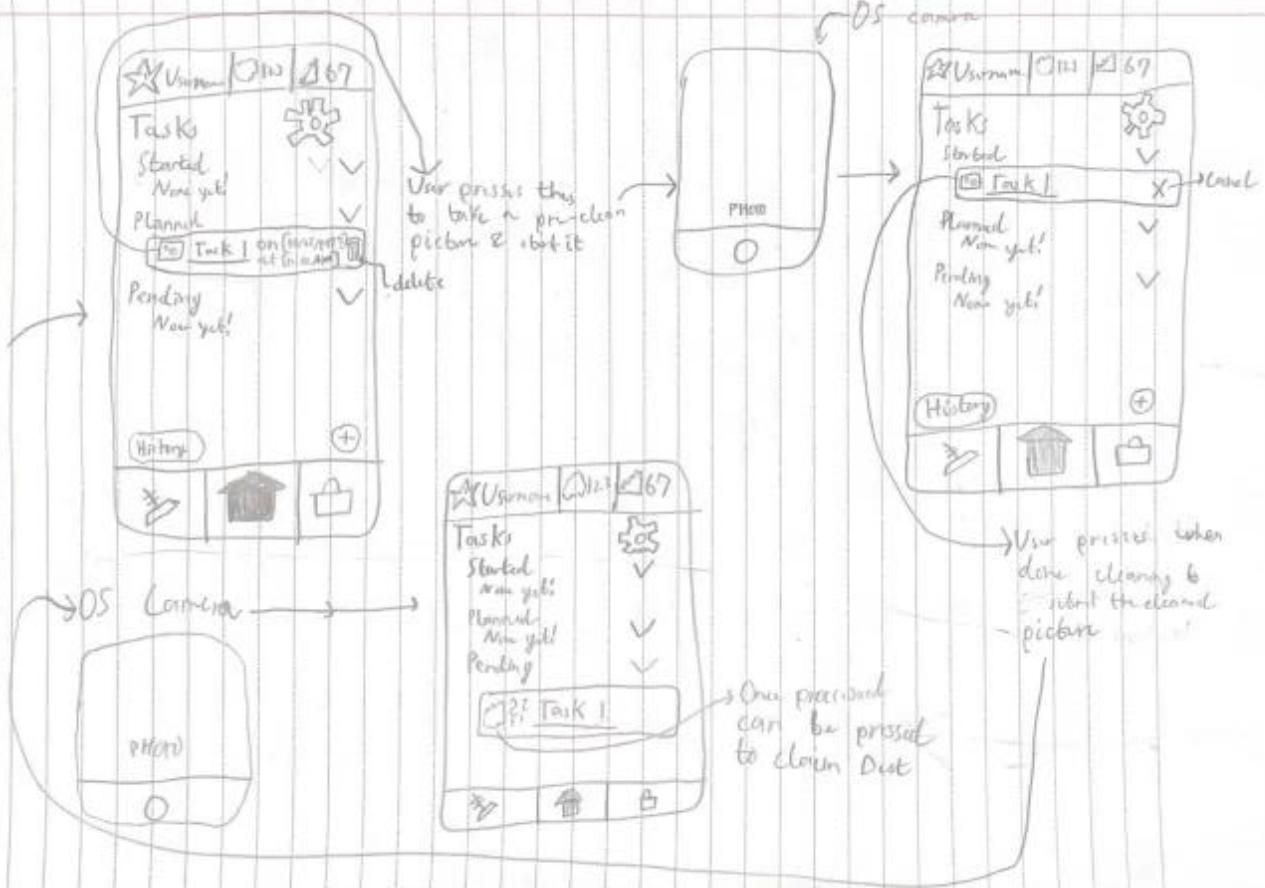 OS camera
Username 123 67
Tasks
Started
None yet!
Planned
Task 1 on
at
delete
Pending
None yet!
History
User presses this
to take a pre-clean
picture & start it
PHOTO
Username 123 67
Tasks
Started
Task 1 X
Cancel
Planned
None yet!
Pending
None yet!
History
User presses when
done cleaning &
submit the cleaned
picture
OS Camera
PHOTO
Username 123 67
Tasks
Started
None yet!
Planned
None yet!
Pending
Task 1
Once processed
can be pressed
to claim Dust